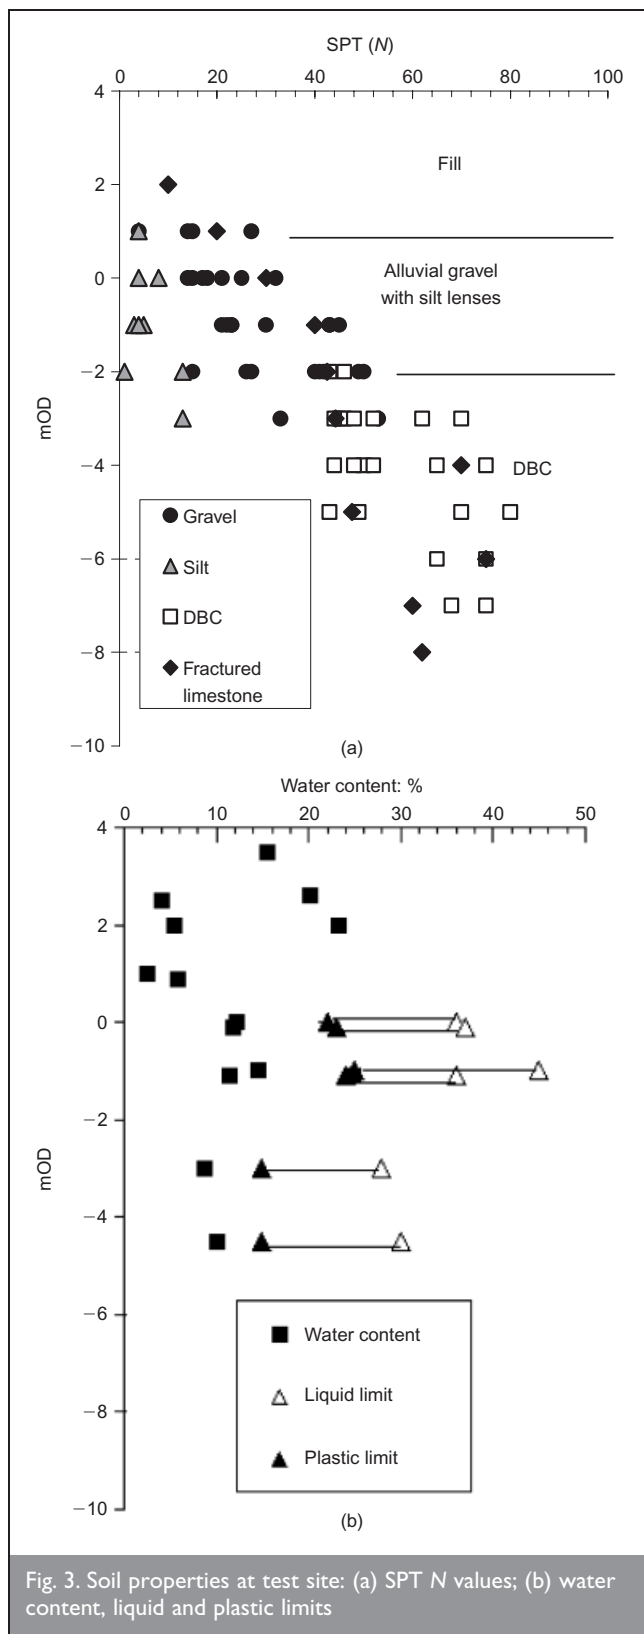 SPT (N)
0 20 40 60 80 100
4
2
0
−2
−4
−6
−8
−10
mOD
Fill
Alluvial gravel
with silt lenses
DBC
Gravel
Silt
DBC
Fractured
limestone
(a)
Water content: %
0 10 20 30 40 50
4
2
0
−2
−4
−6
−8
−10
mOD
Water content
Liquid limit
Plastic limit
(b)
Fig. 3. Soil properties at test site: (a) SPT N values; (b) water
content, liquid and plastic limits